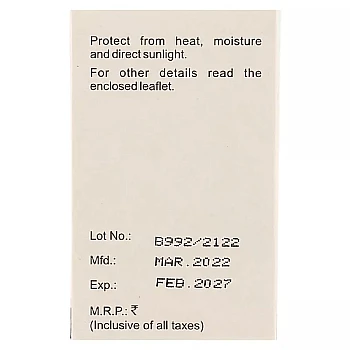 Protect from heat, moisture
and direct sunlight.
For other details read the
enclosed leaflet.
Lot No.: B992/2122
Mfd.: MAR.2022
Exp.: FEB.2027
M.R.P.: ₹
(Inclusive of all taxes)